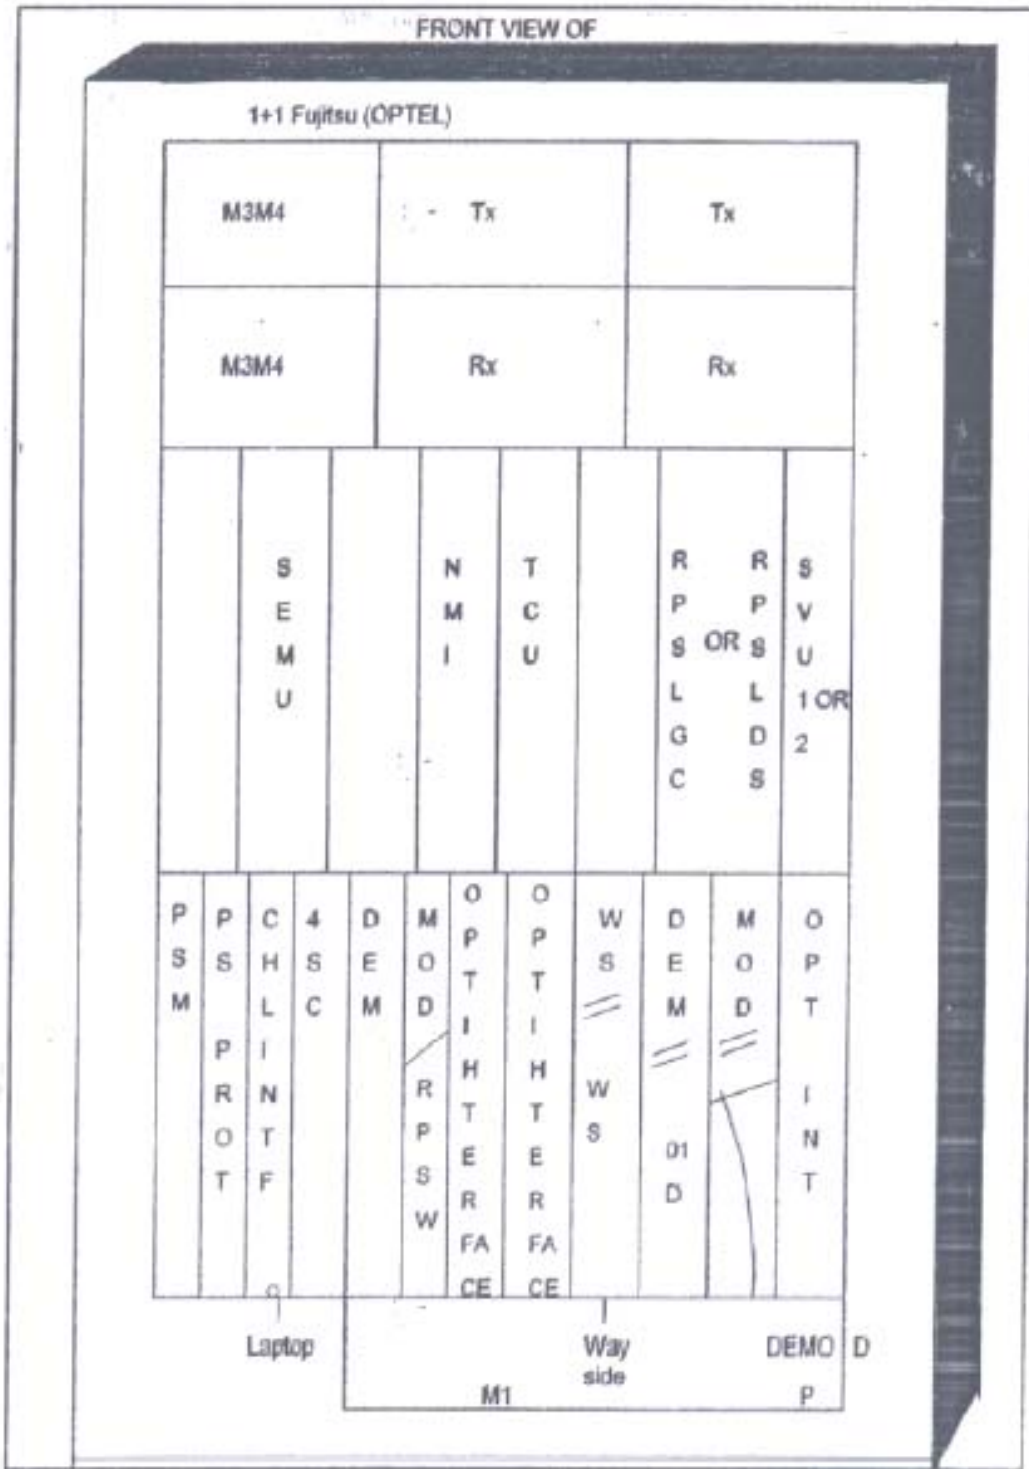 FRONT VIEW OF
1+1 Fujitsu (OPTEL)
M3M4
Tx
Tx
M3M4
Rx
Rx
SEMU
NMI
TCU
RPSLGC
OR
RPSLDS
SVU
1 OR
2
PSM
PS PROT
CHLINTF
O
4SC
DEM
MOD
RPSW
OPTIHTERFACE
OPTIHTERFACE
WS
WS
DEM
01
D
MOD
OPT INT
Laptop
Way
side
DEMO D
M1
P